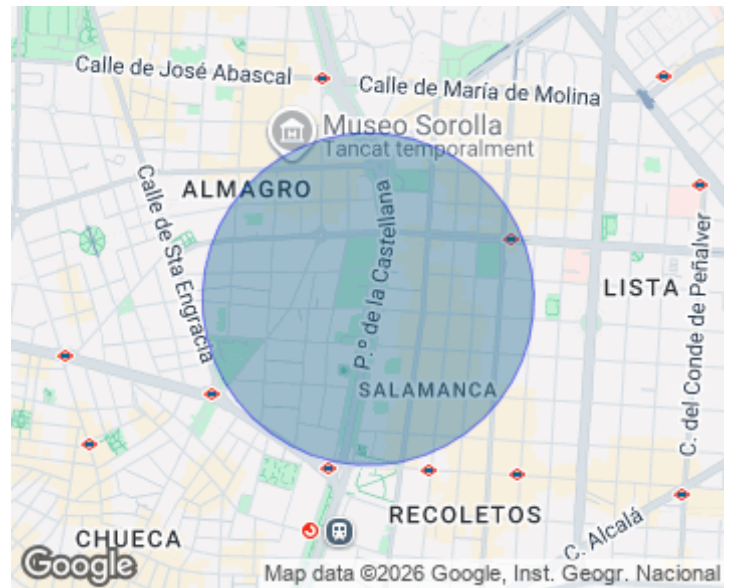 Calle de José Abascal
Calle de María de Molina
Museo Sorolla
Tancat temporalment
ALMAGRO
Calle de Sta Engracia
P.º de la Castellana
LISTA
C. del Conde de Peñalver
SALAMANCA
RECOLETOS
CHUECA
C. Alcalá
Google
Map data ©2026 Google, Inst. Geogr. Nacional